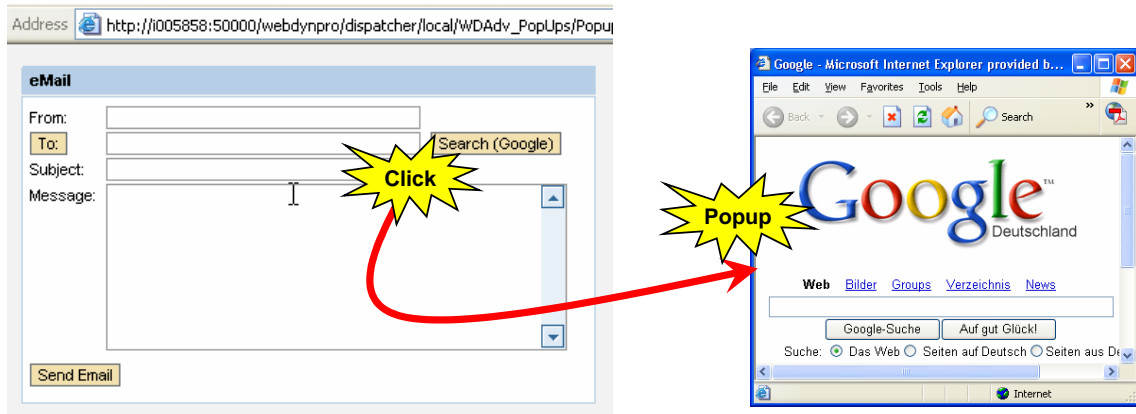 Address http://i005858:50000/webdynpro/dispatcher/local/WDAdv_PopUps/Popup
eMail
From:
To:
Search (Google)
Subject:
Message:
Click
Send Email
Popup
Google - Microsoft Internet Explorer provided b...
File Edit View Favorites Tools Help
Back Search »
Google™
Deutschland
Web Bilder Groups Verzeichnis News
Google-Suche Auf gut Glück!
Suche: Das Web Seiten auf Deutsch Seiten aus De
Internet